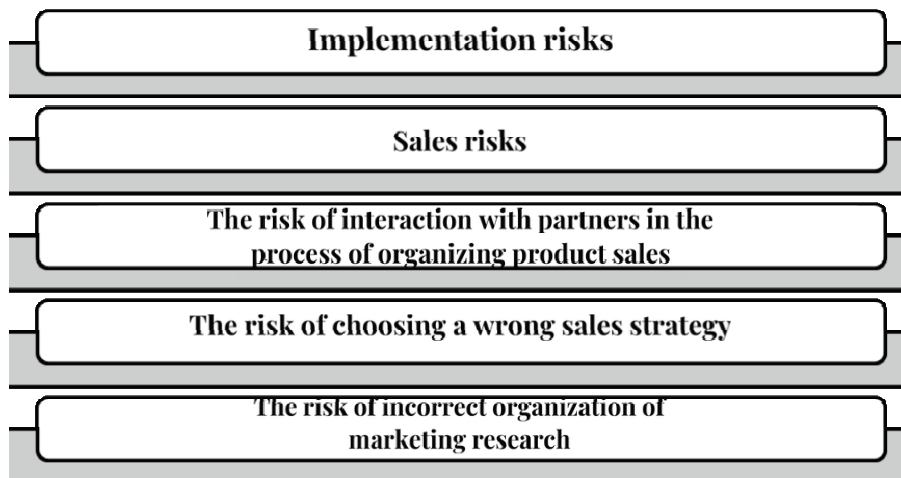 Implementation risks
Sales risks
The risk of interaction with partners in the
process of organizing product sales
The risk of choosing a wrong sales strategy
The risk of incorrect organization of
marketing research